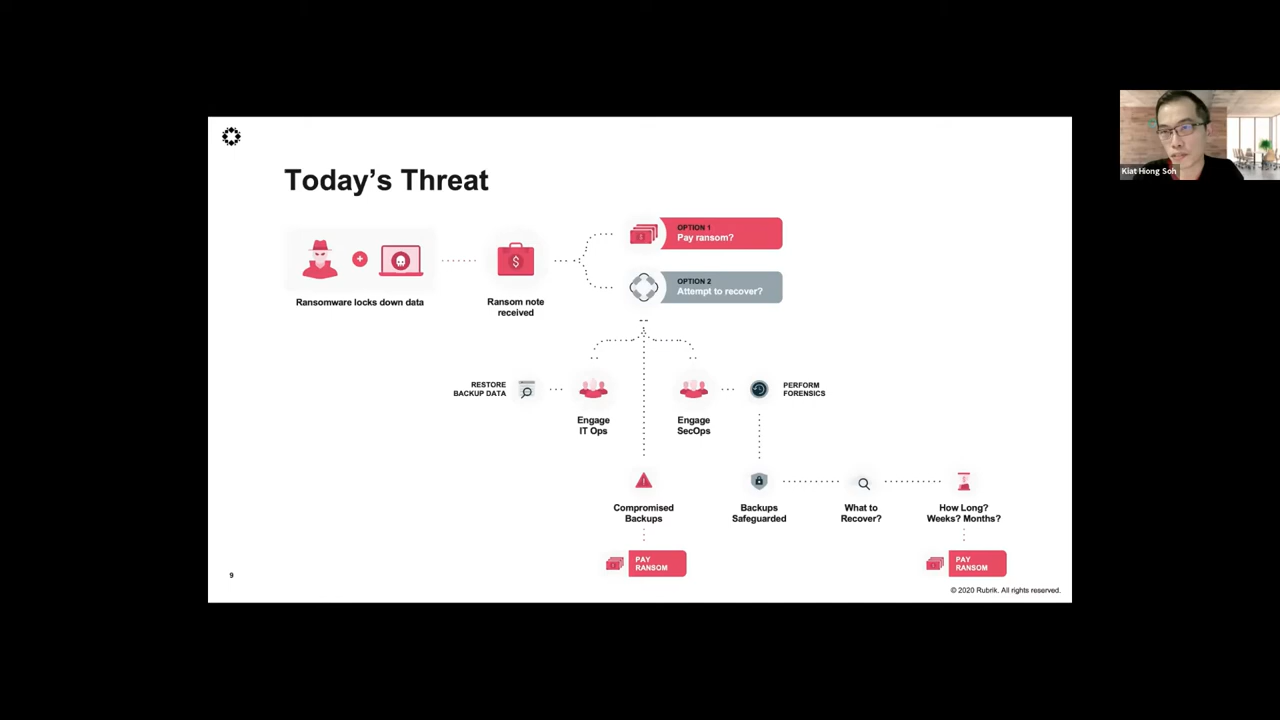 Today's Threat
Kiat Hiong Soh
OPTION 1
Pay ransom?
OPTION 2
Attempt to recover?
Ransomware locks down data
Ransom note
received
RESTORE
BACKUP DATA
Engage
IT Ops
Engage
SecOps
PERFORM
FORENSICS
Compromised
Backups
Backups
Safeguarded
What to
Recover?
How Long?
Weeks? Months?
PAY
RANSOM
PAY
RANSOM
9
© 2020 Rubrik. All rights reserved.